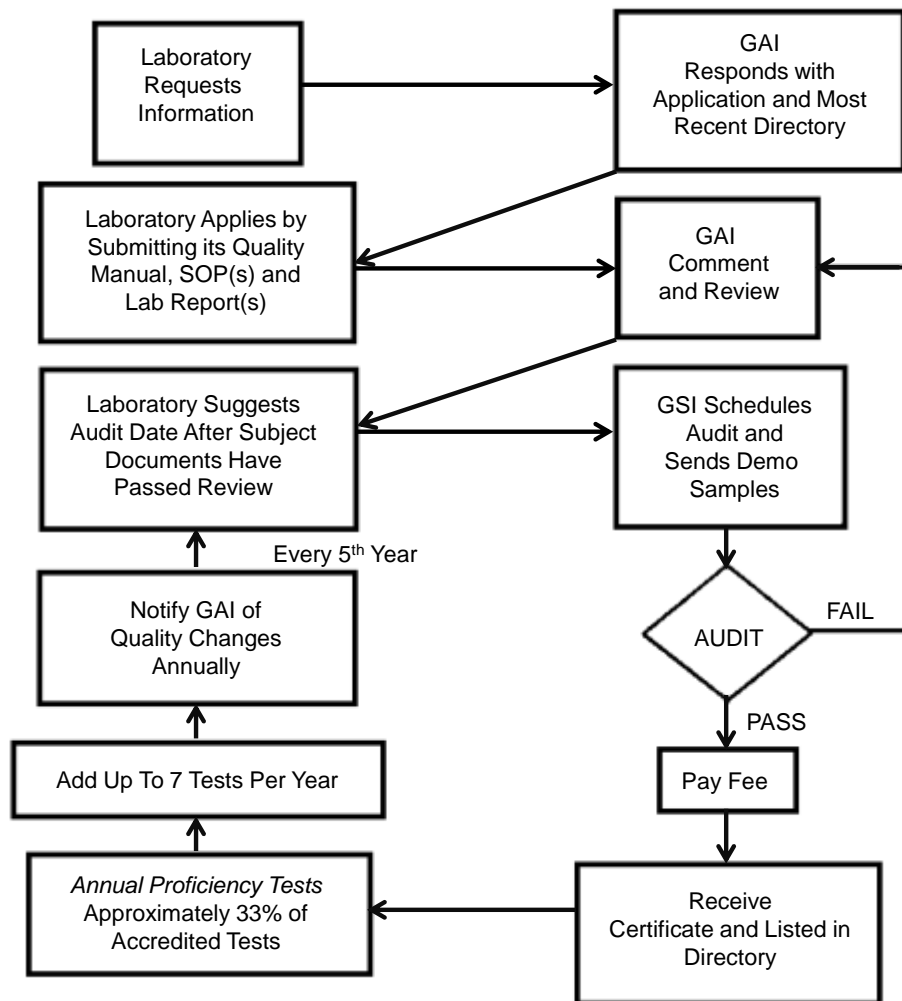 Laboratory
Requests
Information
GAI
Responds with
Application and Most
Recent Directory
Laboratory Applies by
Submitting its Quality
Manual, SOP(s) and
Lab Report(s)
GAI
Comment
and Review
Laboratory Suggests
Audit Date After Subject
Documents Have
Passed Review
GSI Schedules
Audit and
Sends Demo
Samples
Every 5th Year
Notify GAI of
Quality Changes
Annually
AUDIT
FAIL
PASS
Add Up To 7 Tests Per Year
Pay Fee
Annual Proficiency Tests
Approximately 33% of
Accredited Tests
Receive
Certificate and Listed in
Directory